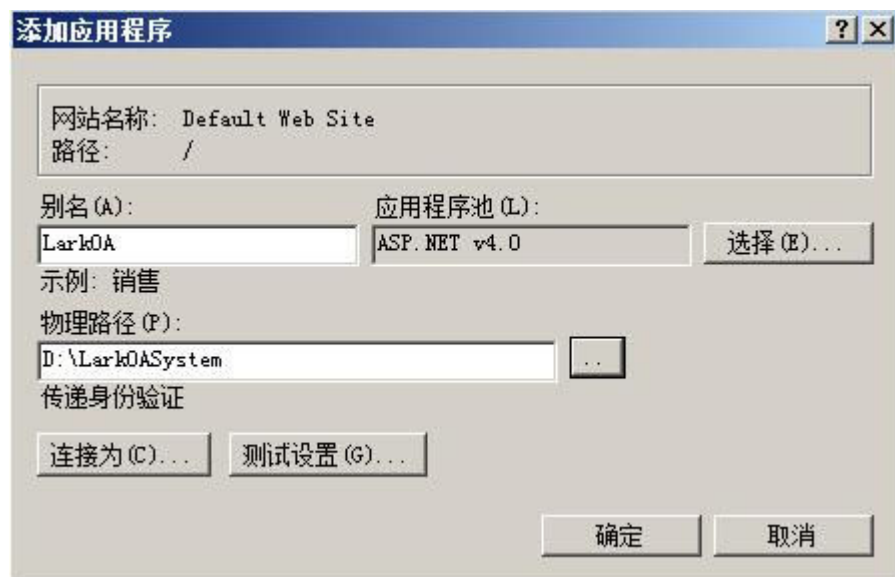 添加应用程序
网站名称: Default Web Site
路径: /
别名(A): 应用程序池(L):
LarkOA ASP.NET v4.0 选择(E)...
示例: 销售
物理路径(P):
D:\LarkOASystem ..
传递身份验证
连接为(C)... 测试设置(G)...
确定 取消